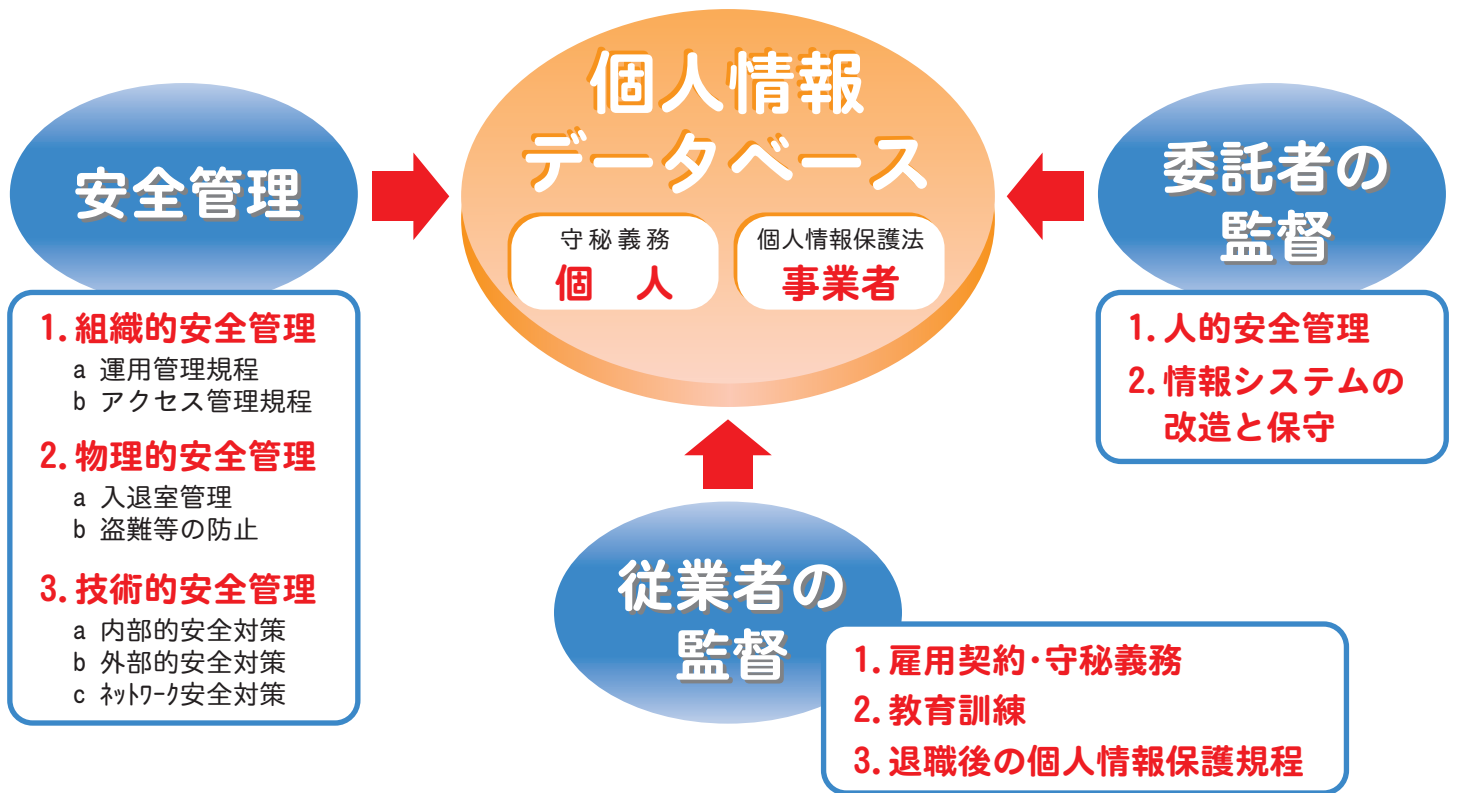 個人情報
データベース
守秘義務
個 人
個人情報保護法
事業者
安全管理
1. 組織的安全管理
a 運用管理規程
b アクセス管理規程
2. 物理的安全管理
a 入退室管理
b 盗難等の防止
3. 技術的安全管理
a 内部的安全対策
b 外部的安全対策
c ﾈｯﾄﾜｰｸ安全対策
委託者の
監督
1. 人的安全管理
2. 情報システムの
改造と保守
従業者の
監督
1. 雇用契約・守秘義務
2. 教育訓練
3. 退職後の個人情報保護規程